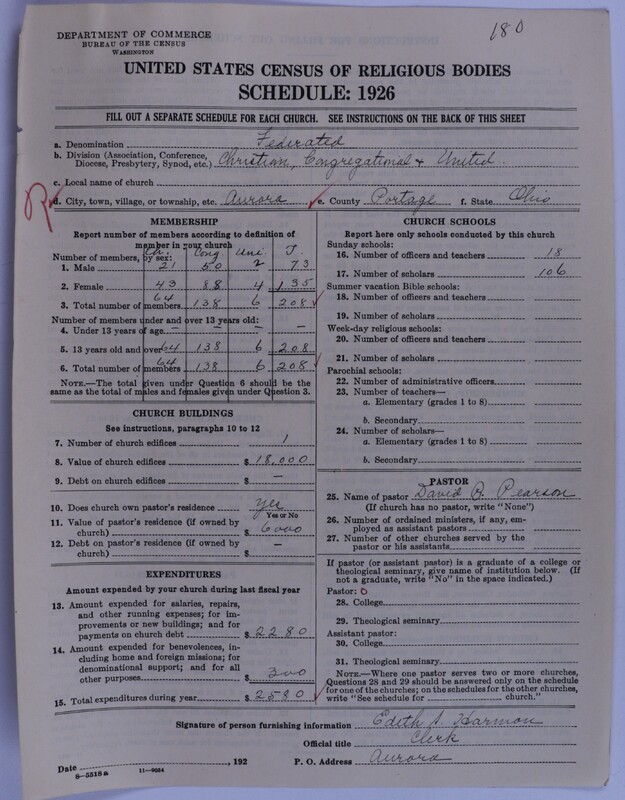 180
DEPARTMENT OF COMMERCE
BUREAU OF THE CENSUS
WASHINGTON
UNITED STATES CENSUS OF RELIGIOUS BODIES
SCHEDULE: 1926
FILL OUT A SEPARATE SCHEDULE FOR EACH CHURCH. SEE INSTRUCTIONS ON THE BACK OF THIS SHEET
a. Denomination Federated
b. Division (Association, Conference, Diocese, Presbytery, Synod, etc.) Christian, Congregational & United
c. Local name of church
R d. City, town, village, or township, etc. Aurora e. County Portage f. State Ohio
MEMBERSHIP
Report number of members according to definition of
member in your church
Number of members, by sex: Ch. Cong Uni T.
1. Male 21 50 2 73
2. Female 43 88 4 135
3. Total number of members 64 138 6 208
Number of members under and over 13 years old:
4. Under 13 years of age – – – –
5. 13 years old and over 64 138 6 208
6. Total number of members 64 138 6 208
NOTE.—The total given under Question 6 should be the
same as the total of males and females given under Question 3.
CHURCH BUILDINGS
See instructions, paragraphs 10 to 12
7. Number of church edifices 1
8. Value of church edifices $ 18,000
9. Debt on church edifices $ –
10. Does church own pastor's residence yes
Yes or No
11. Value of pastor's residence (if owned by
church) $ 6000
12. Debt on pastor's residence (if owned by
church) $ –
EXPENDITURES
Amount expended by your church during last fiscal year
13. Amount expended for salaries, repairs,
and other running expenses; for im-
provements or new buildings; and for
payments on church debt $ 2280
14. Amount expended for benevolences, in-
cluding home and foreign missions; for
denominational support; and for all
other purposes $ 300
15. Total expenditures during year $ 2580
CHURCH SCHOOLS
Report here only schools conducted by this church
Sunday schools:
16. Number of officers and teachers 18
17. Number of scholars 106
Summer vacation Bible schools:
18. Number of officers and teachers
19. Number of scholars
Week-day religious schools:
20. Number of officers and teachers
21. Number of scholars
Parochial schools:
22. Number of administrative officers
23. Number of teachers—
a. Elementary (grades 1 to 8)
b. Secondary
24. Number of scholars—
a. Elementary (grades 1 to 8)
b. Secondary
PASTOR
25. Name of pastor David R. Pearson
(If church has no pastor, write "None")
26. Number of ordained ministers, if any, em-
ployed as assistant pastors
27. Number of other churches served by the
pastor or his assistants
If pastor (or assistant pastor) is a graduate of a college or
theological seminary, give name of institution below. (If
not a graduate, write "No" in the space indicated.)
Pastor: 0
28. College
29. Theological seminary
Assistant pastor:
30. College
31. Theological seminary
NOTE.—Where one pastor serves two or more churches,
Questions 28 and 29 should be answered only on the schedule
for one of the churches; on the schedules for the other churches,
write "See schedule for church."
Signature of person furnishing information Edith S. Harmon
Official title Clerk
Date , 192 P. O. Address Aurora
8-5518a 11-9054